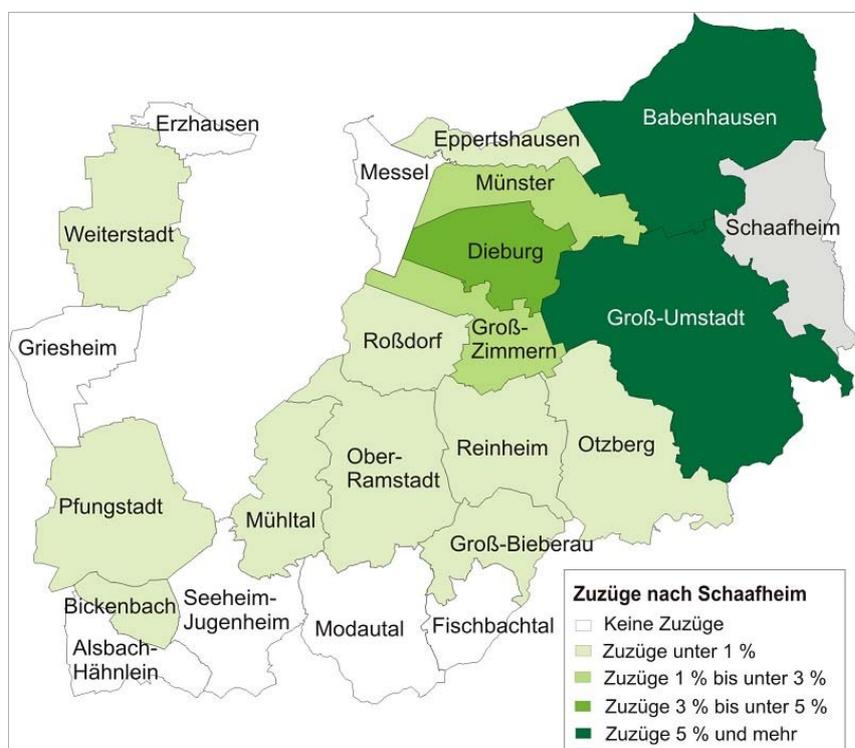 Erzhausen
Eppertshausen
Babenhausen
Messel
Münster
Weiterstadt
Schaafheim
Dieburg
Griesheim
Roßdorf
Groß-
Zimmern
Groß-Umstadt
Ober-
Ramstadt
Reinheim
Otzberg
Pfungstadt
Mühltal
Groß-Bieberau
Bickenbach
Seeheim-
Jugenheim
Alsbach-
Hähnlein
Modautal
Fischbachtal
Zuzüge nach Schaafheim
Keine Zuzüge
Zuzüge unter 1 %
Zuzüge 1 % bis unter 3 %
Zuzüge 3 % bis unter 5 %
Zuzüge 5 % und mehr